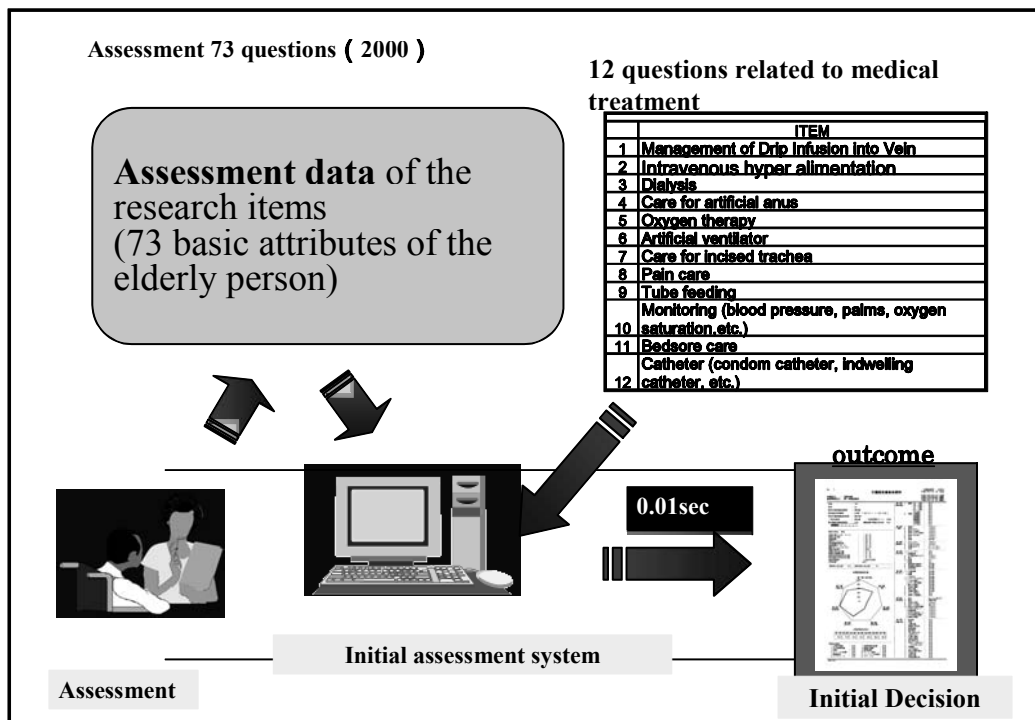 Assessment 73 questions ( 2000 )
12 questions related to medical
treatment
Assessment data of the
research items
(73 basic attributes of the
elderly person)
ITEM
1 Management of Drip Infusion into Vein
2 Intravenous hyper alimentation
3 Dialysis
4 Care for artificial anus
5 Oxygen therapy
6 Artificial ventilator
7 Care for incised trachea
8 Pain care
9 Tube feeding
Monitoring (blood pressure, palms, oxygen
10 saturation,etc.)
11 Bedsore care
Catheter (condom catheter, indwelling
12 catheter, etc.)
outcome
0.01sec
Initial assessment system
Assessment
Initial Decision